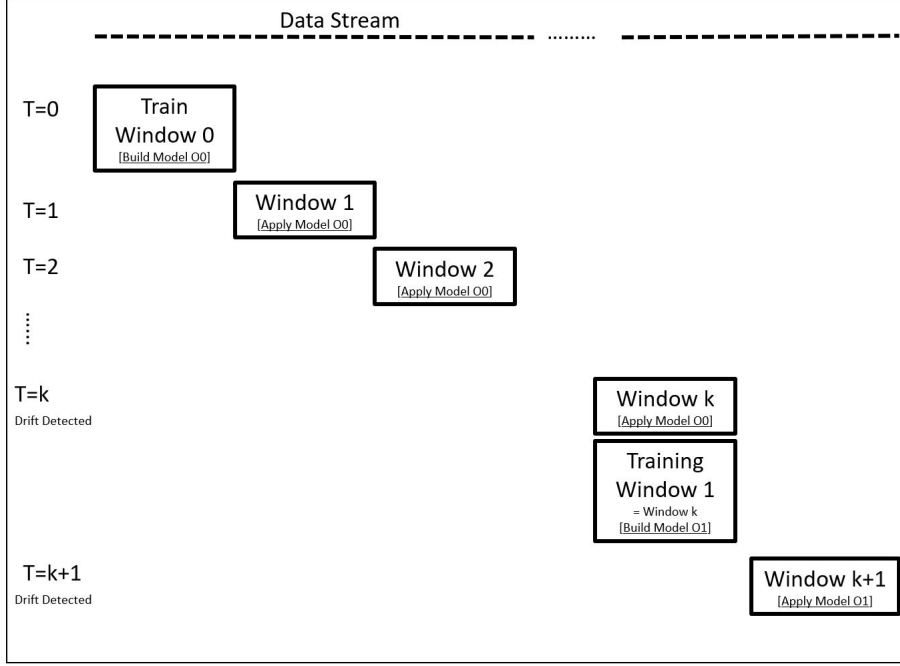 Data Stream
.........
T=0
Train
Window 0
[Build Model O0]
T=1
Window 1
[Apply Model O0]
T=2
Window 2
[Apply Model O0]
......
T=k
Drift Detected
Window k
[Apply Model O0]
Training
Window 1
= Window k
[Build Model O1]
T=k+1
Drift Detected
Window k+1
[Apply Model O1]